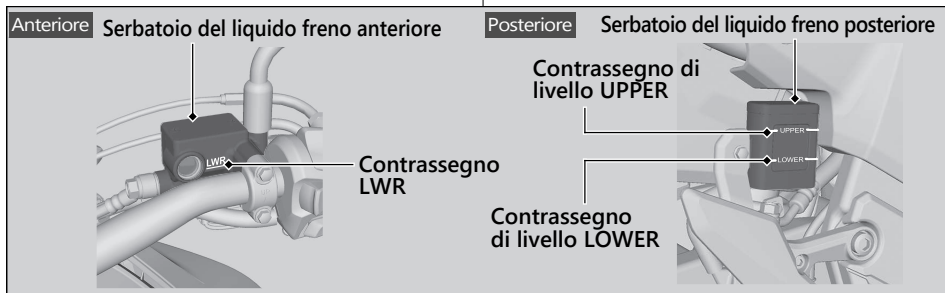 Anteriore
Serbatoio del liquido freno anteriore
LWR
Contrassegno
LWR
Posteriore
Serbatoio del liquido freno posteriore
Contrassegno di
livello UPPER
UPPER
LOWER
Contrassegno
di livello LOWER